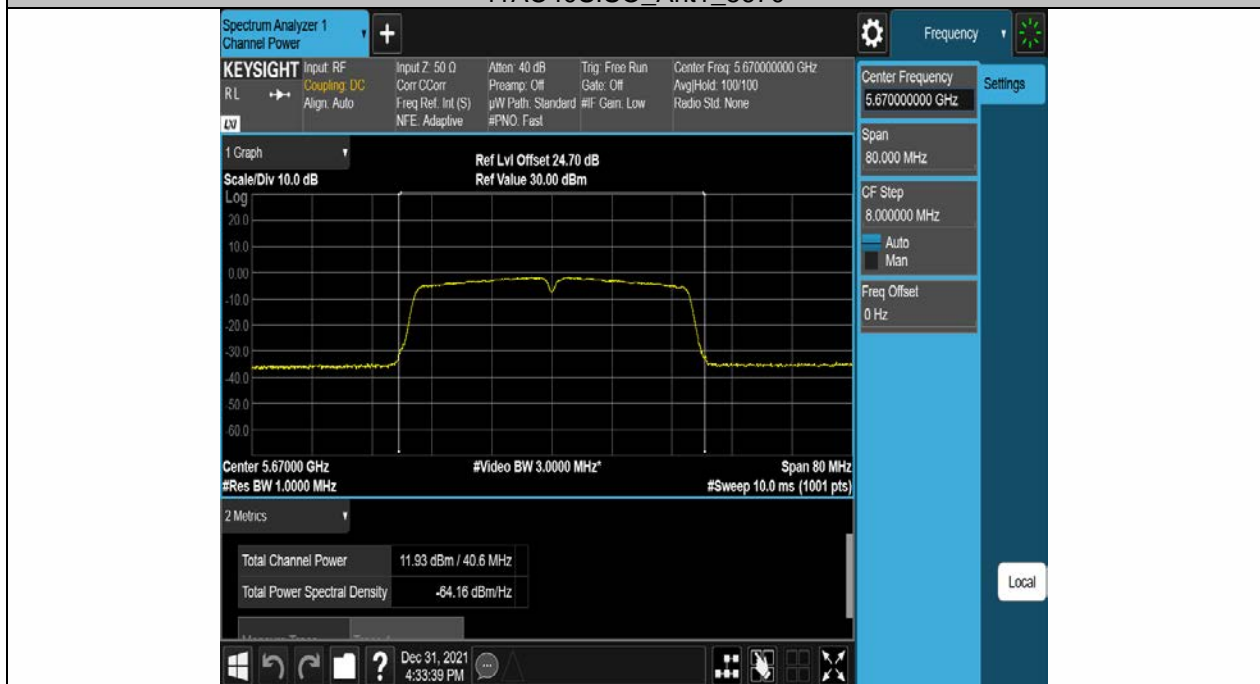 Spectrum Analyzer 1
Channel Power
Frequency
KEYSIGHT
RL
LXI
Input: RF
Coupling: DC
Align: Auto
Input Z: 50 Ω
Corr CCorr
Freq Ref: Int (S)
NFE: Adaptive
Atten: 40 dB
Preamp: Off
µW Path: Standard
#PNO: Fast
Trig: Free Run
Gate: Off
#IF Gain: Low
Center Freq: 5.670000000 GHz
Avg|Hold: 100/100
Radio Std: None
Center Frequency
5.670000000 GHz
Settings
Span
80.000 MHz
CF Step
8.000000 MHz
Auto
Man
Freq Offset
0 Hz
Local
1 Graph
Scale/Div 10.0 dB
Ref Lvl Offset 24.70 dB
Ref Value 30.00 dBm
Log
20.0
10.0
0.00
-10.0
-20.0
-30.0
-40.0
-50.0
-60.0
Center 5.67000 GHz
#Video BW 3.0000 MHz*
Span 80 MHz
#Res BW 1.0000 MHz
#Sweep 10.0 ms (1001 pts)
2 Metrics
Total Channel Power 11.93 dBm / 40.6 MHz
Total Power Spectral Density -64.16 dBm/Hz
?
Dec 31, 2021
4:33:39 PM